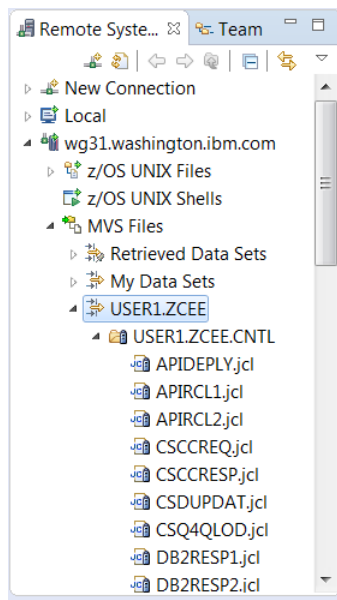 Remote Syste... Team
New Connection
Local
wg31.washington.ibm.com
z/OS UNIX Files
z/OS UNIX Shells
MVS Files
Retrieved Data Sets
My Data Sets
USER1.ZCEE
USER1.ZCEE.CNTL
APIDEPLY.jcl
APIRCL1.jcl
APIRCL2.jcl
CSCCREQ.jcl
CSCCRESP.jcl
CSDUPDAT.jcl
CSQ4QLOD.jcl
DB2RESP1.jcl
DB2RESP2.jcl